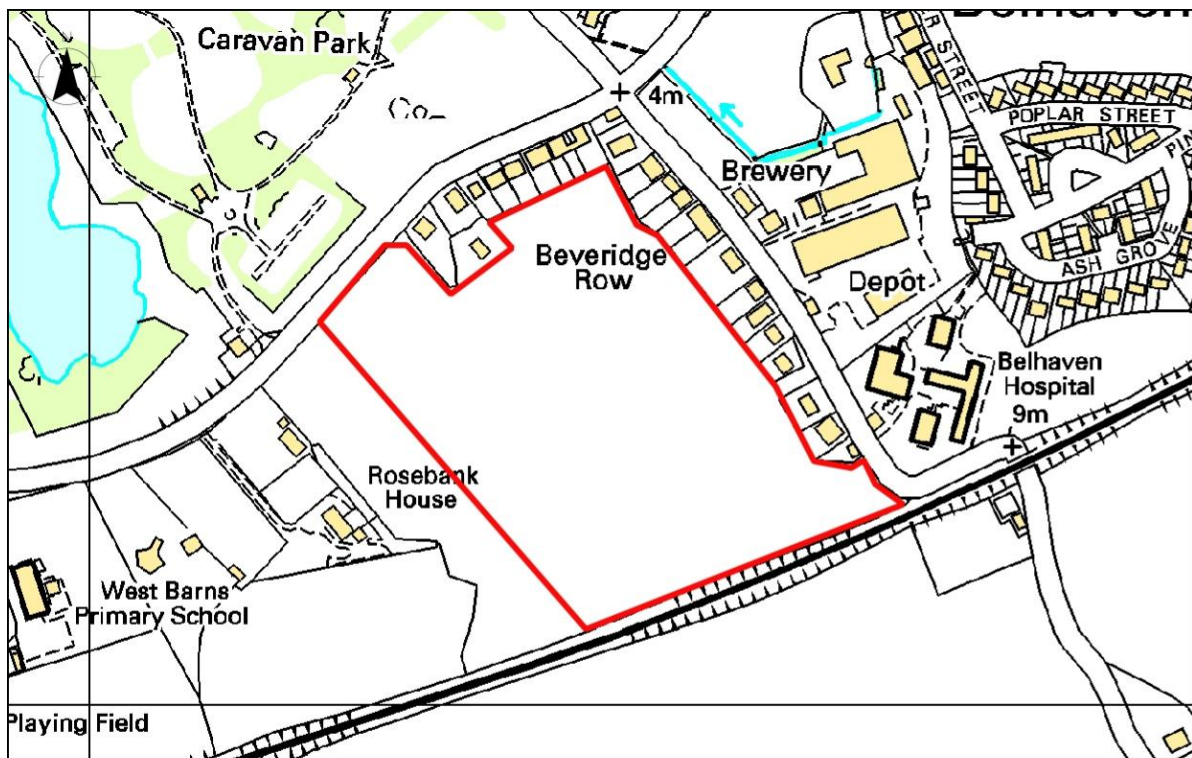 Caravan Park
4m
Brewery
STREET
POPLAR STREET
ASH GROVE
Beveridge
Row
Depot
Belhaven
Hospital
9m
Rosebank
House
West Barns
Primary School
Playing Field